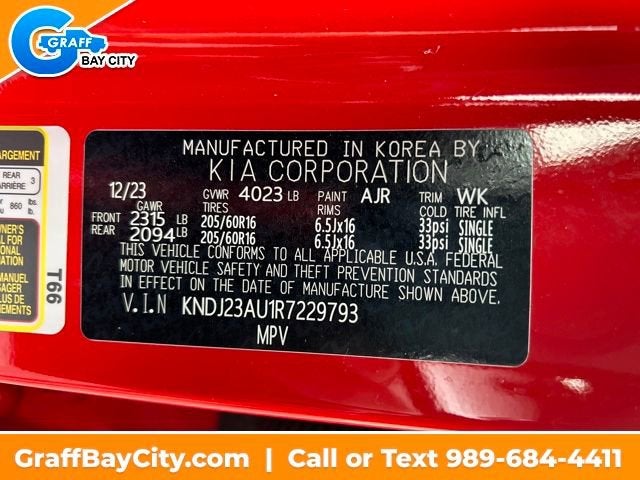 GRAFF
BAY CITY
MANUFACTURED IN KOREA BY
KIA CORPORATION
12/23 GVWR 4023 LB PAINT AJR TRIM WK
GAWR TIRES RIMS COLD TIRE INFL
FRONT 2315 LB 205/60R16 6.5Jx16 33psi SINGLE
REAR 2094 LB 205/60R16 6.5Jx16 33psi SINGLE
THIS VEHICLE CONFORMS TO ALL APPLICABLE U.S.A. FEDERAL
MOTOR VEHICLE SAFETY AND THEFT PREVENTION STANDARDS
IN EFFECT ON THE DATE OF MANUFACTURE SHOWN ABOVE.
V.I.N KNDJ23AU1R7229793
MPV
REAR 3
860 lbs.
T66
GraffBayCity.com | Call or Text 989-684-4411